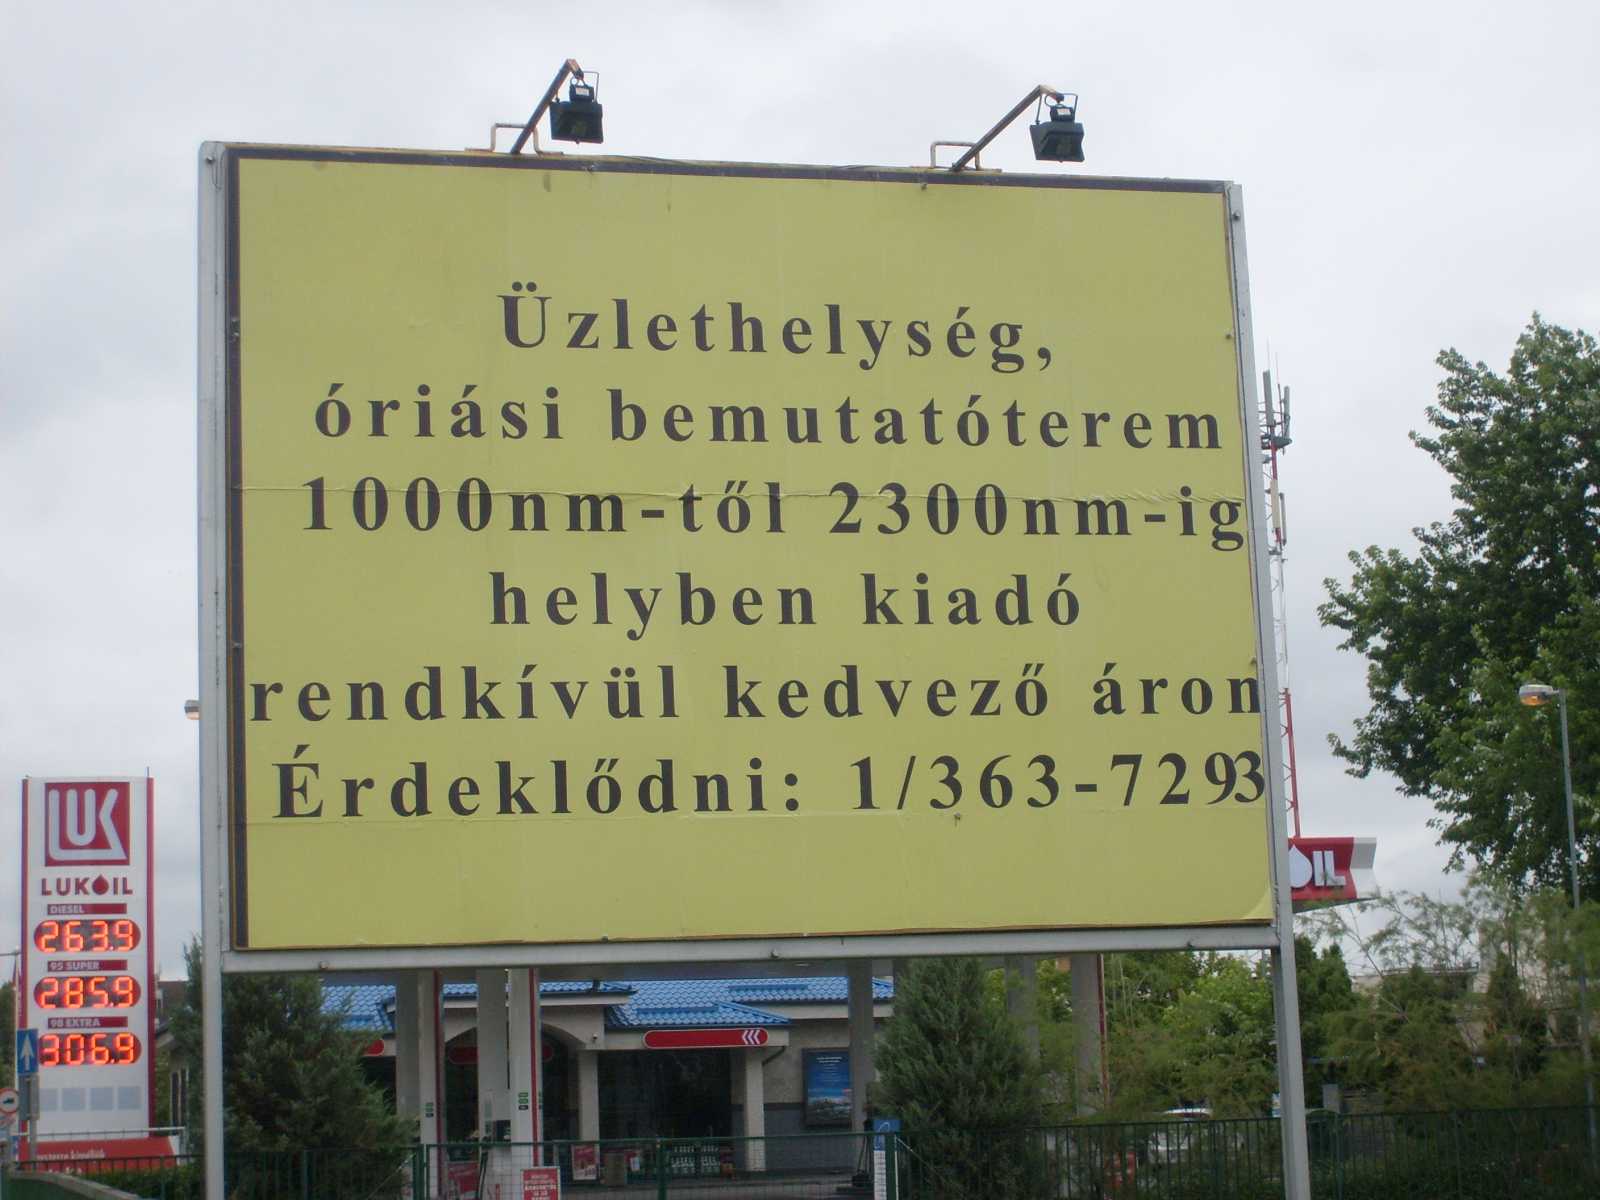 Üzlethelység,
óriási bemutatóterem
1000nm-től 2300nm-ig
helyben kiadó
rendkívül kedvező áron
Érdeklődni: 1/363-7293
LUK
LUKOIL
DIESEL
263.9
95 SUPER
285.9
98 EXTRA
306.9
OIL